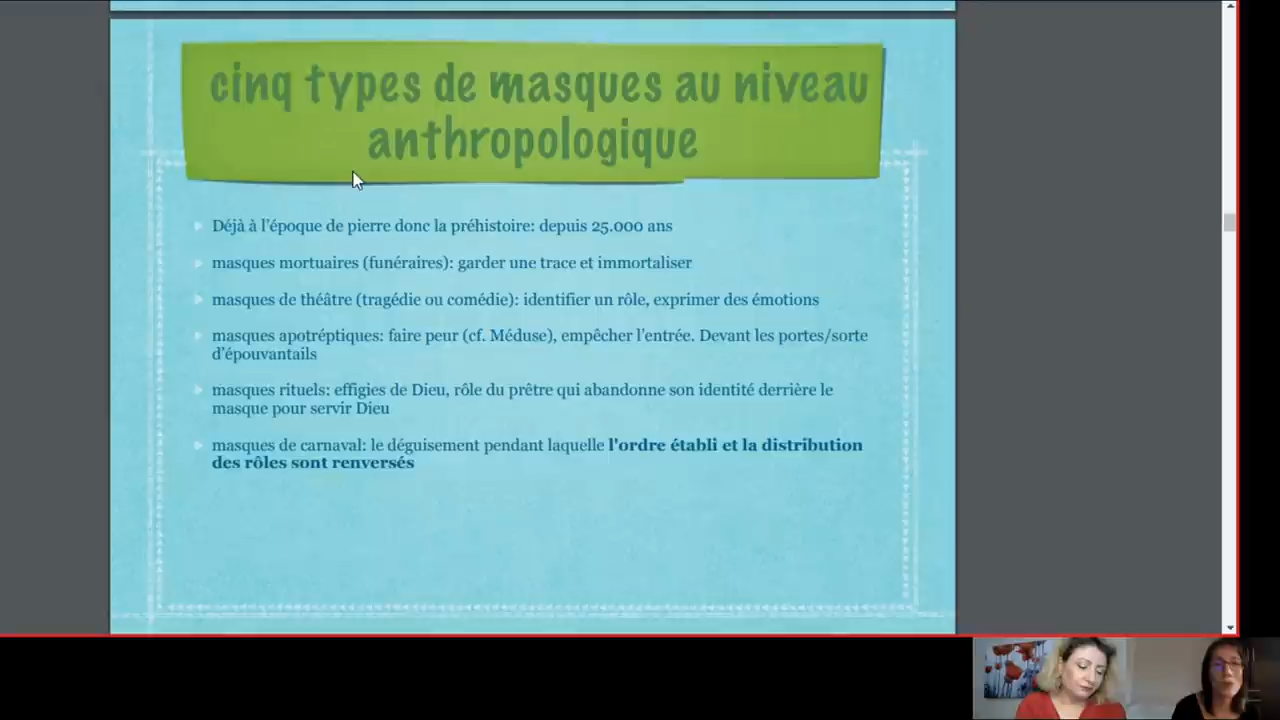 cinq types de masques au niveau
anthropologique
Déjà à l'époque de pierre donc la préhistoire: depuis 25.000 ans
masques mortuaires (funéraires): garder une trace et immortaliser
masques de théâtre (tragédie ou comédie): identifier un rôle, exprimer des émotions
masques apotréptiques: faire peur (cf. Méduse), empêcher l'entrée. Devant les portes/sorte
d'épouvantails
masques rituels: effigies de Dieu, rôle du prêtre qui abandonne son identité derrière le
masque pour servir Dieu
masques de carnaval: le déguisement pendant laquelle l'ordre établi et la distribution
des rôles sont renversés